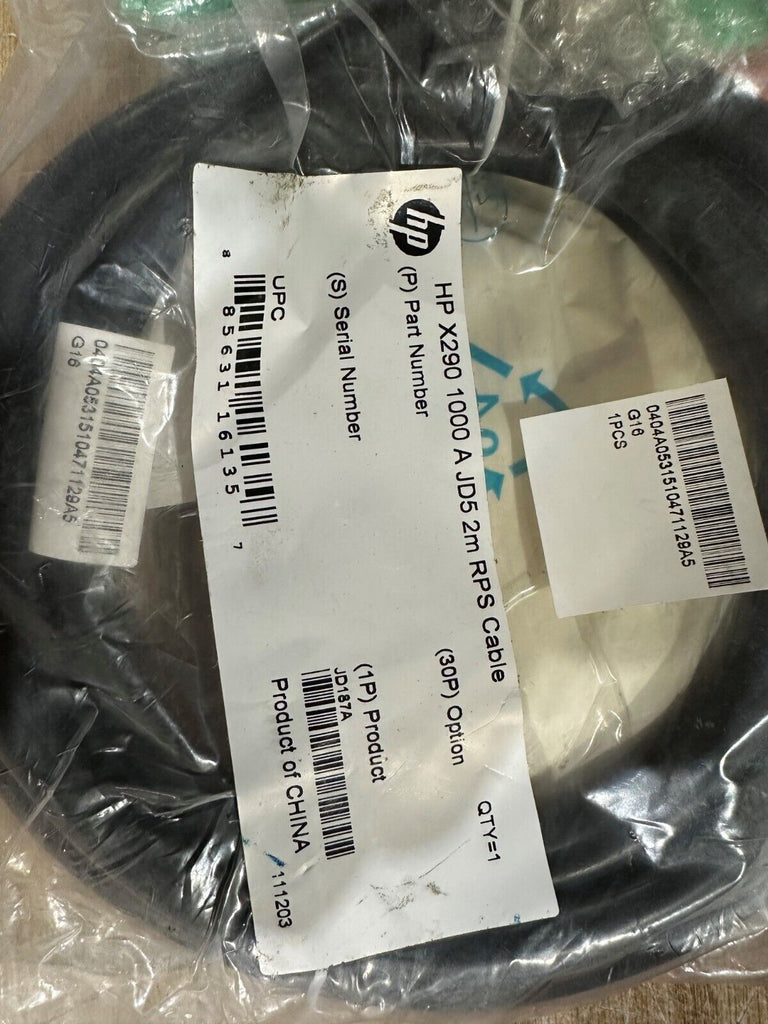 hp
HP X290 1000 A JD5 2m RPS Cable
(P) Part Number
(30P) Option
QTY=1
(S) Serial Number
(1P) Product
JD187A
UPC
8 85631 16135 7
Product of CHINA
111203
0404A0531510471129A5
G16
0404A0531510471129A5
G16
1PCS